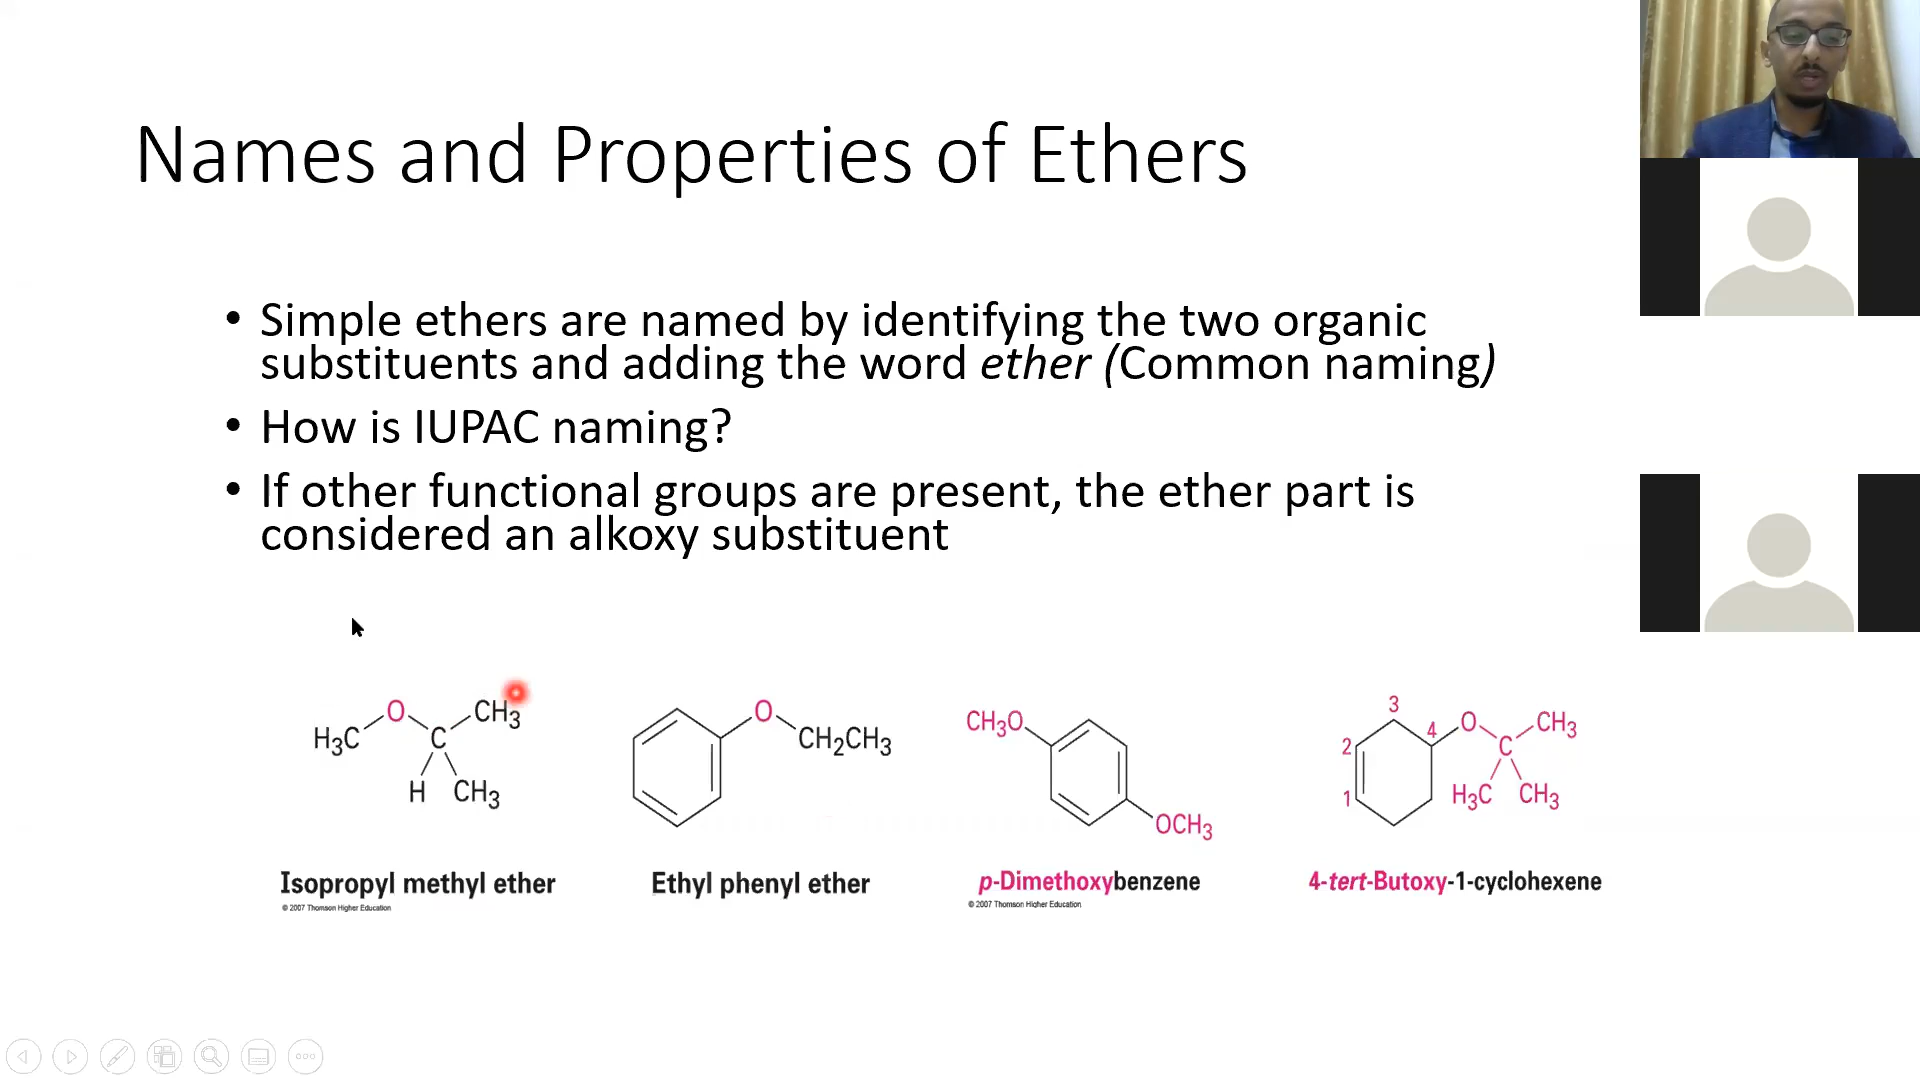 Names and Properties of Ethers
• Simple ethers are named by identifying the two organic
substituents and adding the word ether (Common naming)
• How is IUPAC naming?
• If other functional groups are present, the ether part is
considered an alkoxy substituent
H₃C O C CH₃
H CH₃
O CH₂CH₃
CH₃O
OCH₃
3
2 4 O C CH₃
1 H₃C CH₃
Isopropyl methyl ether
© 2007 Thomson Higher Education
Ethyl phenyl ether
p-Dimethoxybenzene
© 2007 Thomson Higher Education
4-tert-Butoxy-1-cyclohexene